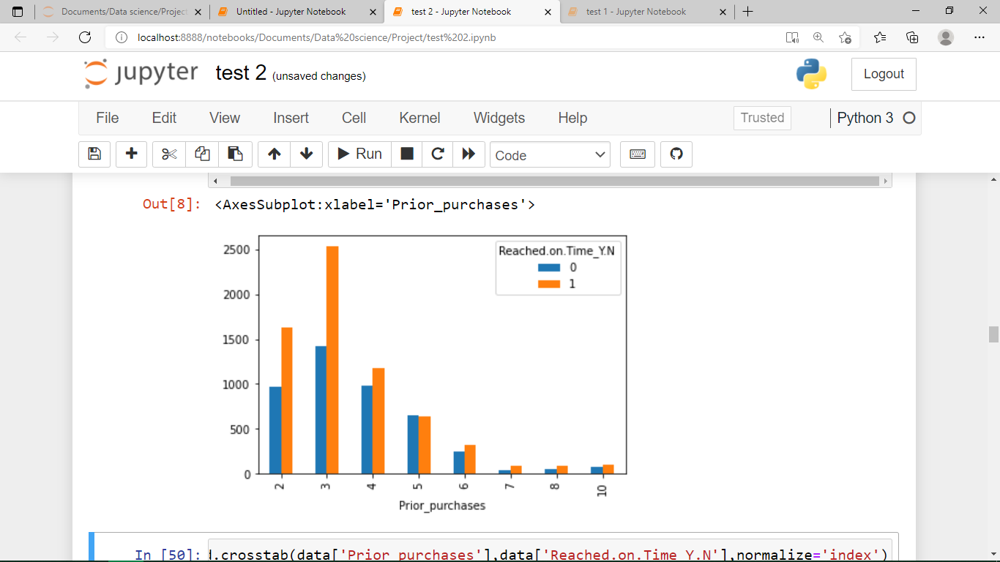 Documents/Data science/Project
Untitled - Jupyter Notebook
test 2 - Jupyter Notebook
test 1 - Jupyter Notebook
localhost:8888/notebooks/Documents/Data%20science/Project/test%202.ipynb
jupyter test 2 (unsaved changes)
Logout
File Edit View Insert Cell Kernel Widgets Help Trusted Python 3
Run Code
Out[8]: <AxesSubplot:xlabel='Prior_purchases'>
Reached.on.Time_Y.N
0
1
2500
2000
1500
1000
500
0
2 3 4 5 6 7 8 10
Prior_purchases
In [50]: d.crosstab(data['Prior_purchases'],data['Reached.on.Time_Y.N'],normalize='index')